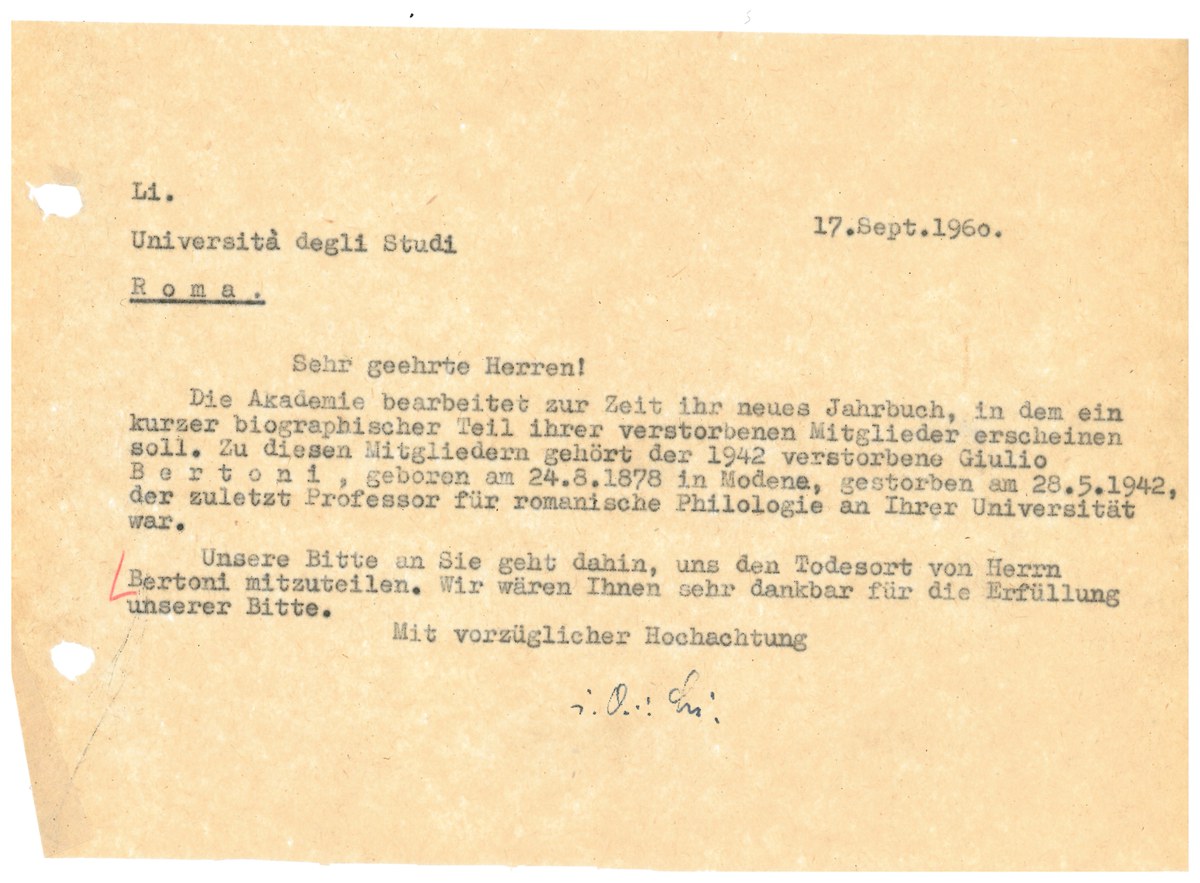 Li.
17.Sept.1960.
Università degli Studi
R o m a .
Sehr geehrte Herren!
Die Akademie bearbeitet zur Zeit ihr neues Jahrbuch, in dem ein
kurzer biographischer Teil ihrer verstorbenen Mitglieder erscheinen
soll. Zu diesen Mitgliedern gehört der 1942 verstorbene Giulio
B e r t o n i , geboren am 24.8.1878 in Modena, gestorben am 28.5.1942,
der zuletzt Professor für romanische Philologie an Ihrer Universität
war.
Unsere Bitte an Sie geht dahin, uns den Todesort von Herrn
Bertoni mitzuteilen. Wir wären Ihnen sehr dankbar für die Erfüllung
unserer Bitte.
Mit vorzüglicher Hochachtung
i.